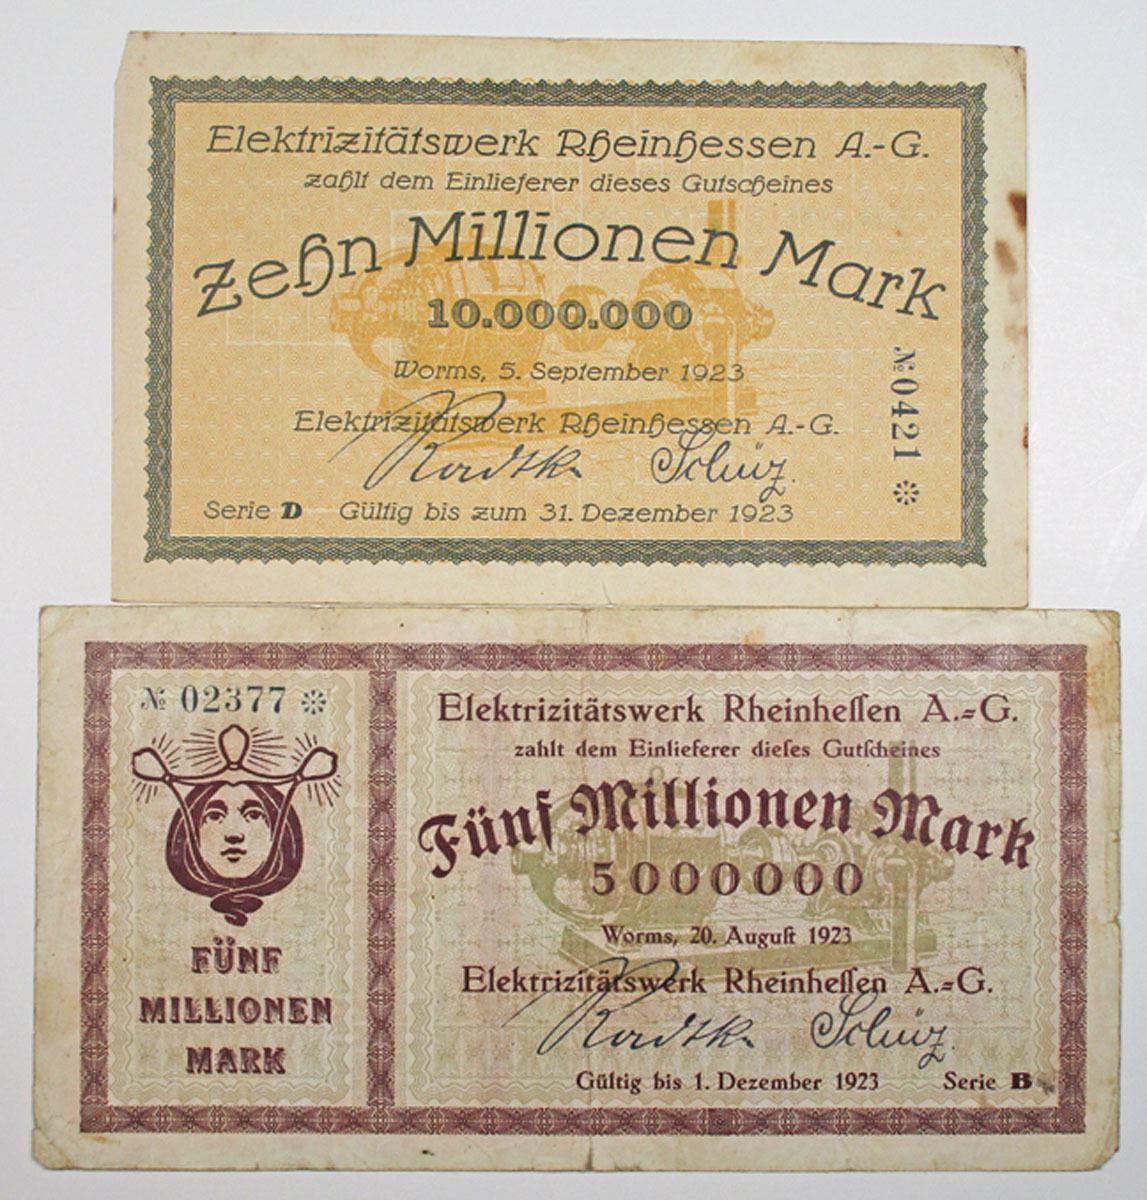 Elektrizitätswerk Rheinhessen A.-G.
zahlt dem Einlieferer dieses Gutscheines
Zehn Millionen Mark
10.000.000
Worms, 5. September 1923
Elektrizitätswerk Rheinhessen A.-G.
Schüz.
Serie D Gültig bis zum 31. Dezember 1923
№ 0421
№ 02377
FÜNF
MILLIONEN
MARK
Elektrizitätswerk Rheinheſſen A.=G.
zahlt dem Einlieferer dieſes Gutſcheines
Fünf Millionen Mark
5000000
Worms, 20. Auguſt 1923
Elektrizitätswerk Rheinheſſen A.=G.
Schüz.
Gültig bis 1. Dezember 1923 Serie B